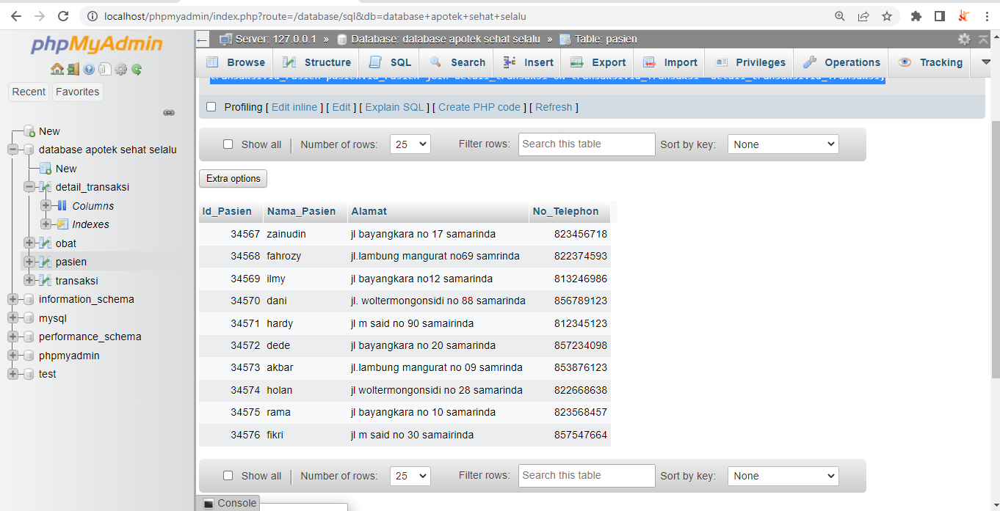 localhost/phpmyadmin/index.php?route=/database/sql&db=database+apotek+sehat+selalu
phpMyAdmin
Recent Favorites
New
database apotek sehat selalu
New
detail_transaksi
Columns
Indexes
obat
pasien
transaksi
information_schema
mysql
performance_schema
phpmyadmin
test
Server: 127.0.0.1 » Database: database apotek sehat selalu » Table: pasien
Browse Structure SQL Search Insert Export Import Privileges Operations Tracking
Profiling [ Edit inline ] [ Edit ] [ Explain SQL ] [ Create PHP code ] [ Refresh ]
Show all Number of rows: 25 Filter rows: Search this table Sort by key: None
Extra options
Id_Pasien Nama_Pasien Alamat No_Telephon
34567 zainudin jl bayangkara no 17 samarinda 823456718
34568 fahrozy jl.lambung mangurat no69 samrinda 822374593
34569 ilmy jl bayangkara no12 samarinda 813246986
34570 dani jl. woltermongonsidi no 88 samarinda 856789123
34571 hardy jl m said no 90 samairinda 812345123
34572 dede jl bayangkara no 20 samarinda 857234098
34573 akbar jl.lambung mangurat no 09 samrinda 853876123
34574 holan jl woltermongonsidi no 28 samarinda 822668638
34575 rama jl bayangkara no 10 samarinda 823568457
34576 fikri jl m said no 30 samairinda 857547664
Show all Number of rows: 25 Filter rows: Search this table Sort by key: None
Console